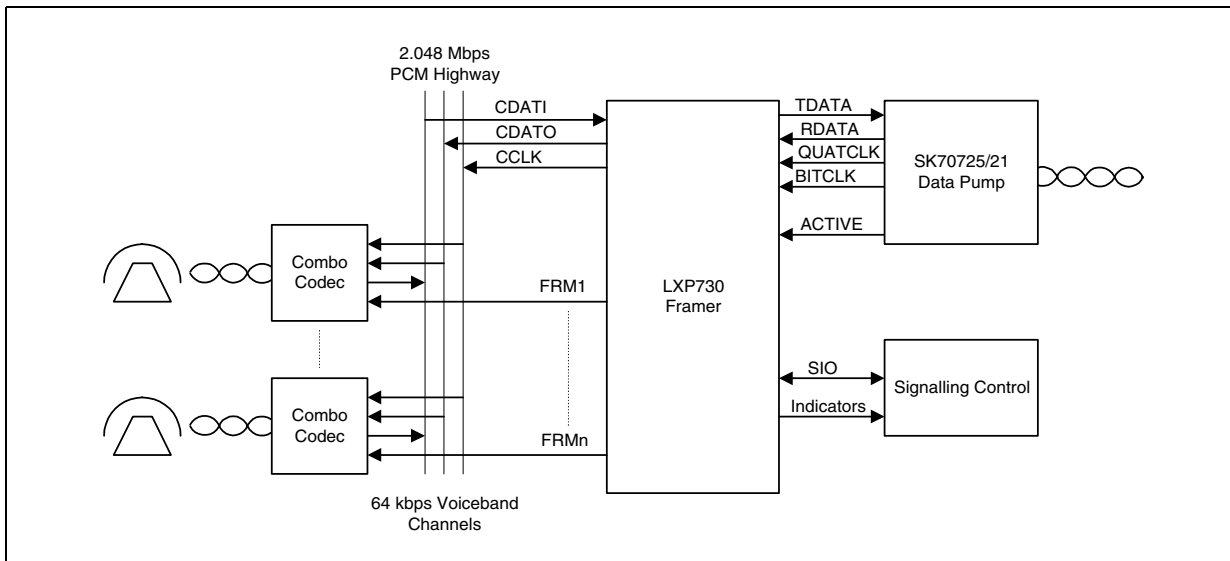 2.048 Mbps
PCM Highway
CDATI
CDATO
CCLK
TDATA
RDATA
QUATCLK
BITCLK
ACTIVE
SK70725/21
Data Pump
Combo
Codec
FRM1
LXP730
Framer
SIO
Indicators
Signalling Control
Combo
Codec
FRMn
64 kbps Voiceband
Channels